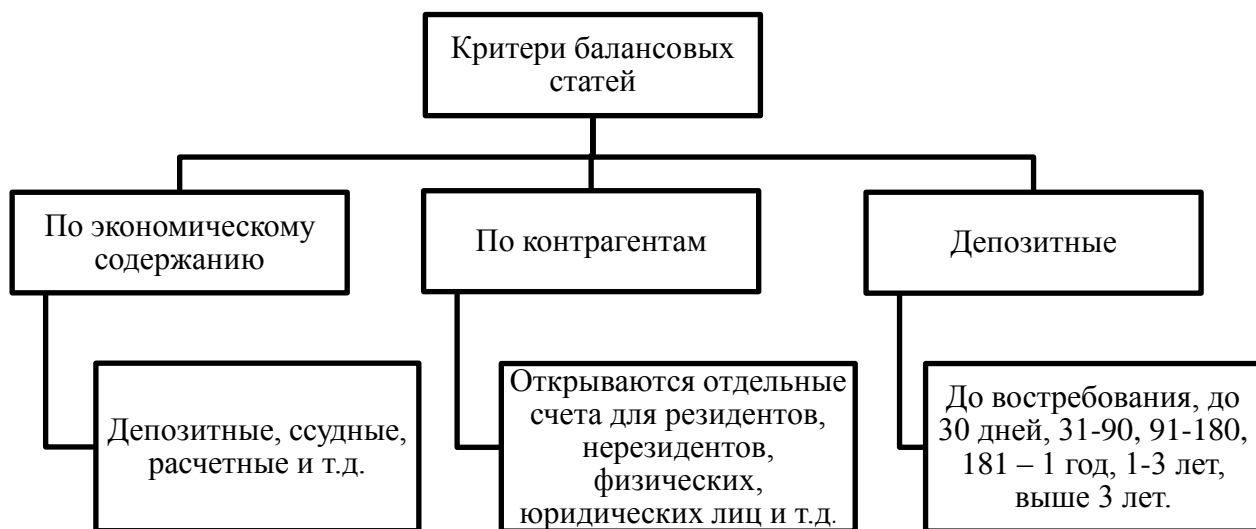 Критери балансовых
статей
По экономическому
содержанию
По контрагентам
Депозитные
Депозитные, ссудные,
расчетные и т.д.
Открываются отдельные
счета для резидентов,
нерезидентов,
физических,
юридических лиц и т.д.
До востребования, до
30 дней, 31-90, 91-180,
181 – 1 год, 1-3 лет,
выше 3 лет.